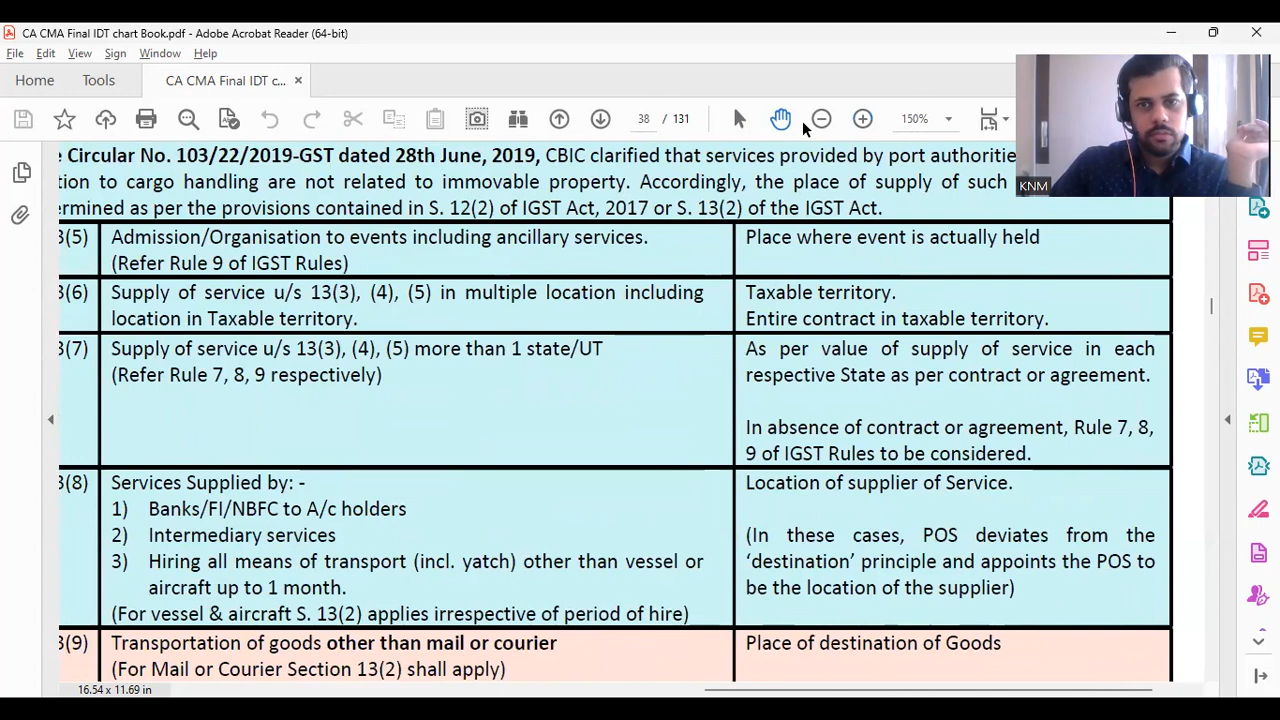 CA CMA Final IDT chart Book.pdf - Adobe Acrobat Reader (64-bit)
File Edit View Sign Window Help
Home Tools CA CMA Final IDT c... ×
38 / 131 150%
KNM
e Circular No. 103/22/2019-GST dated 28th June, 2019, CBIC clarified that services provided by port authorities
tion to cargo handling are not related to immovable property. Accordingly, the place of supply of such
ermined as per the provisions contained in S. 12(2) of IGST Act, 2017 or S. 13(2) of the IGST Act.
3(5) Admission/Organisation to events including ancillary services. Place where event is actually held
(Refer Rule 9 of IGST Rules)
3(6) Supply of service u/s 13(3), (4), (5) in multiple location including Taxable territory.
location in Taxable territory. Entire contract in taxable territory.
3(7) Supply of service u/s 13(3), (4), (5) more than 1 state/UT As per value of supply of service in each
(Refer Rule 7, 8, 9 respectively) respective State as per contract or agreement.
In absence of contract or agreement, Rule 7, 8,
9 of IGST Rules to be considered.
3(8) Services Supplied by: - Location of supplier of Service.
1) Banks/FI/NBFC to A/c holders
2) Intermediary services (In these cases, POS deviates from the
3) Hiring all means of transport (incl. yatch) other than vessel or 'destination' principle and appoints the POS to
aircraft up to 1 month. be the location of the supplier)
(For vessel & aircraft S. 13(2) applies irrespective of period of hire)
3(9) Transportation of goods other than mail or courier Place of destination of Goods
(For Mail or Courier Section 13(2) shall apply)
16.54 x 11.69 in